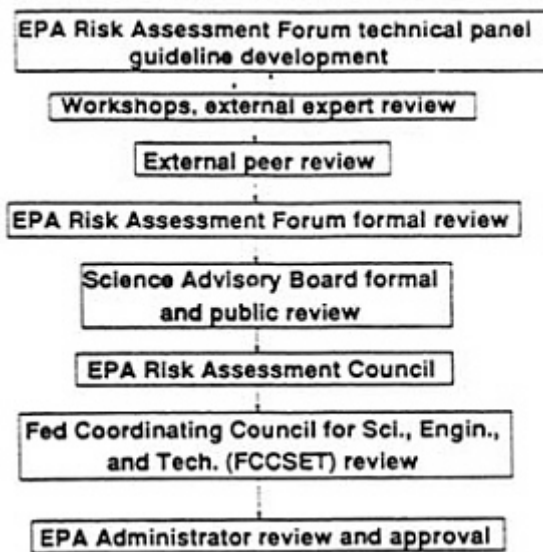 EPA Risk Assessment Forum technical panel
guideline development
Workshops, external expert review
External peer review
EPA Risk Assessment Forum formal review
Science Advisory Board formal
and public review
EPA Risk Assessment Council
Fed Coordinating Council for Sci., Engin.,
and Tech. (FCCSET) review
EPA Administrator review and approval